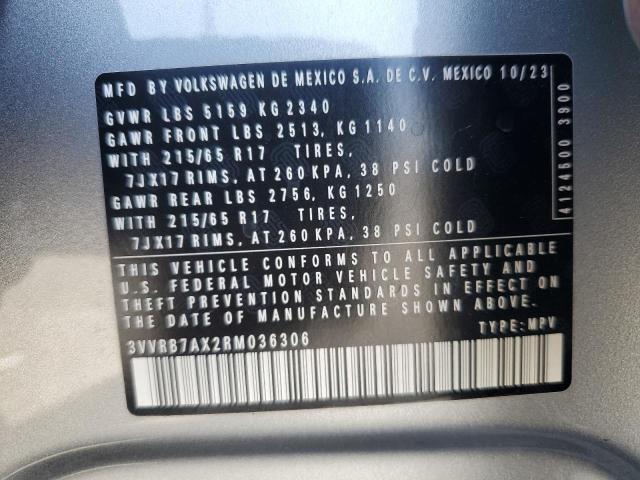 MFD BY VOLKSWAGEN DE MEXICO S.A. DE C.V. MEXICO 10/23
GVWR LBS 5159 KG 2340
GAWR FRONT LBS 2513, KG 1140
WITH 215/65 R17 TIRES,
7JX17 RIMS, AT 260 KPA, 38 PSI COLD
GAWR REAR LBS 2756, KG 1250
WITH 215/65 R17 TIRES,
7JX17 RIMS, AT 260 KPA, 38 PSI COLD
THIS VEHICLE CONFORMS TO ALL APPLICABLE
U.S. FEDERAL MOTOR VEHICLE SAFETY AND
THEFT PREVENTION STANDARDS IN EFFECT ON
THE DATE OF MANUFACTURE SHOWN ABOVE.
3VVRB7AX2RM036306 TYPE: MPV
4124500 3900